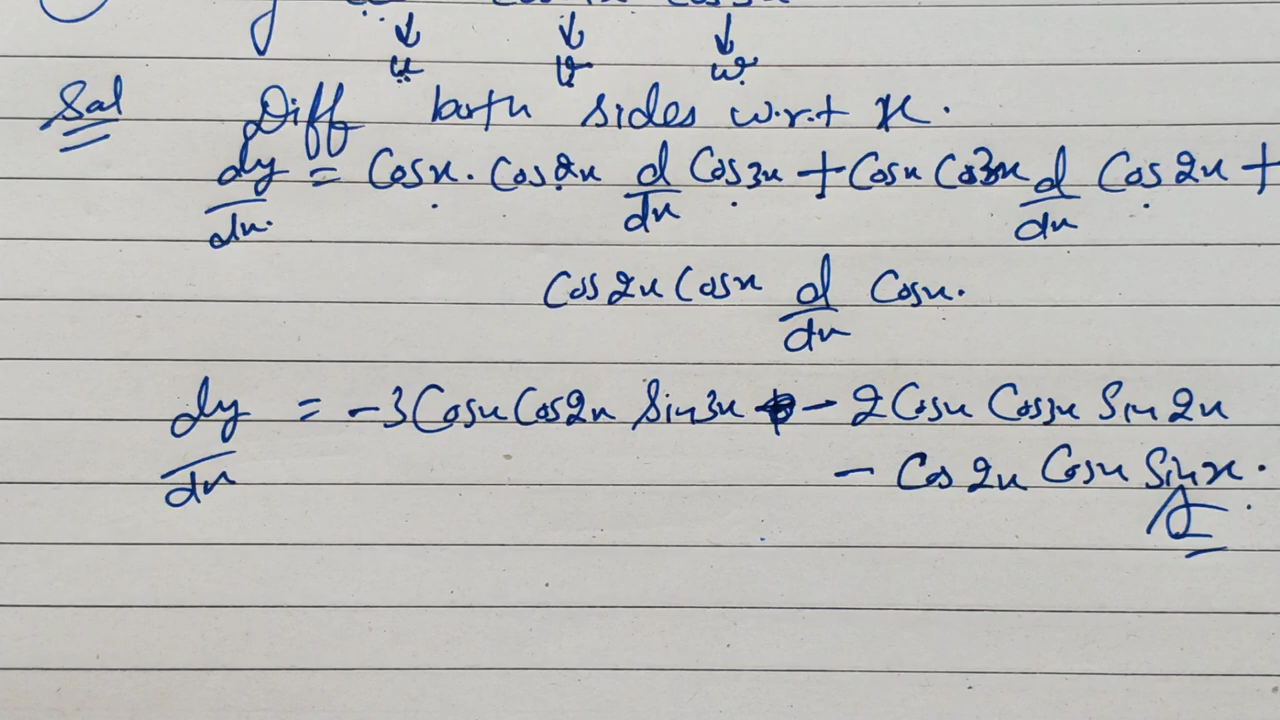 u v w
Sol Diff both sides w.r.t x.
dy/dx = Cosx. Cos2x d/dx Cos3x + Cosx Cos3x d/dx Cos2x +
Cos2x Cosx d/dx Cosx.
dy/dx = -3Cosx Cos2x Sin3x - 2Cosx Cos3x Sin2x
- Cos2x Cosx Sinx.